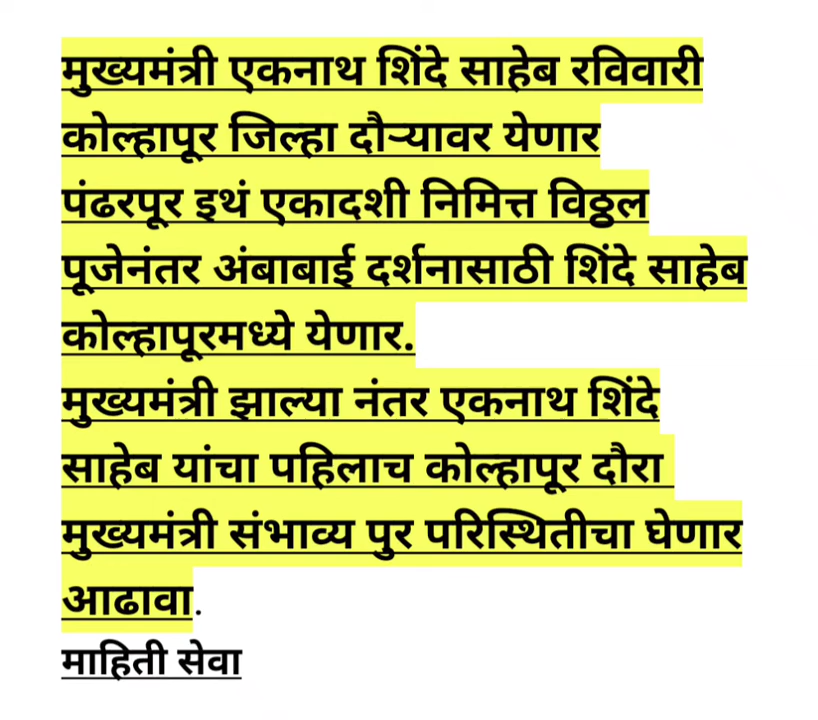 मुख्यमंत्री एकनाथ शिंदे साहेब रविवारी
कोल्हापूर जिल्हा दौऱ्यावर येणार
पंढरपूर इथं एकादशी निमित्त विठ्ठल
पूजेनंतर अंबाबाई दर्शनासाठी शिंदे साहेब
कोल्हापूरमध्ये येणार.
मुख्यमंत्री झाल्या नंतर एकनाथ शिंदे
साहेब यांचा पहिलाच कोल्हापूर दौरा
मुख्यमंत्री संभाव्य पुर परिस्थितीचा घेणार
आढावा.
माहिती सेवा